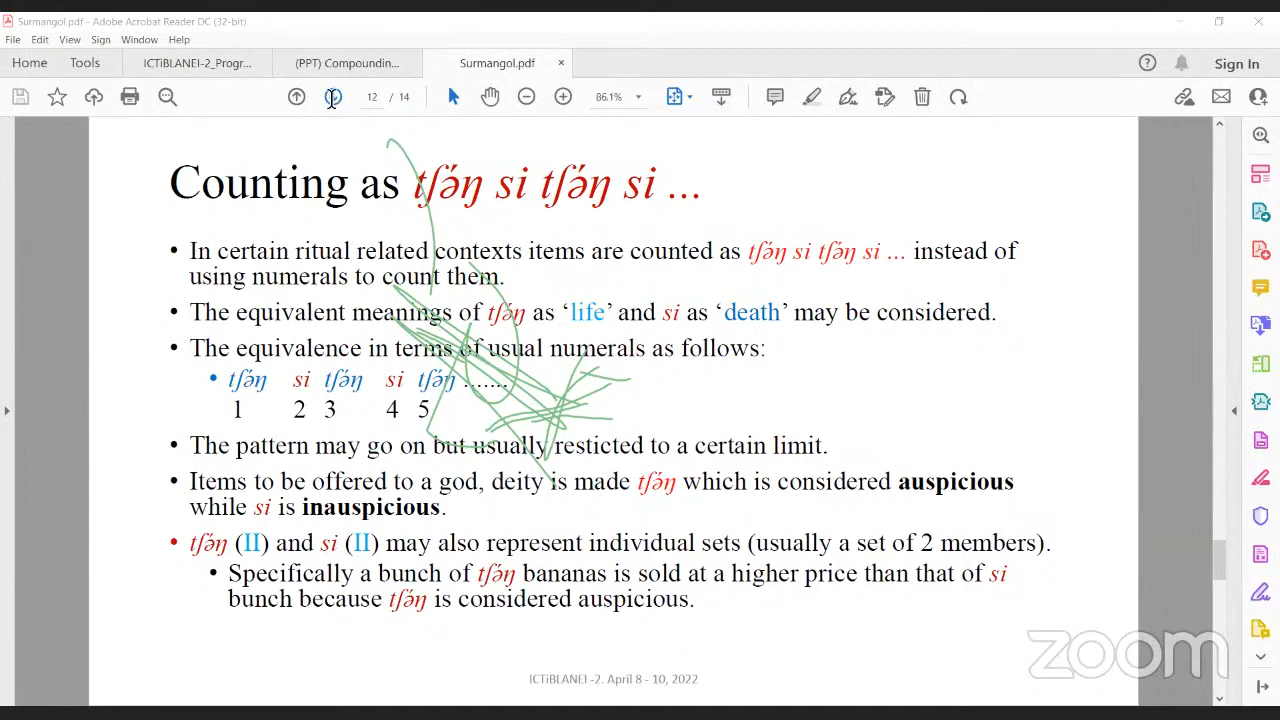 Surmangol.pdf - Adobe Acrobat Reader DC (32-bit)
File Edit View Sign Window Help
Home Tools ICTiBLANEI-2_Progr... (PPT) Compoundin... Surmangol.pdf × Sign In
12 / 14 86.1%
Counting as tʃə́ŋ si tʃə́ŋ si ...
• In certain ritual related contexts items are counted as tʃə́ŋ si tʃə́ŋ si ... instead of
using numerals to count them.
• The equivalent meanings of tʃə́ŋ as ‘life’ and si as ‘death’ may be considered.
• The equivalence in terms of usual numerals as follows:
• tʃə́ŋ si tʃə́ŋ si tʃə́ŋ .......
1 2 3 4 5
• The pattern may go on but usually resticted to a certain limit.
• Items to be offered to a god, deity is made tʃə́ŋ which is considered auspicious
while si is inauspicious.
• tʃə́ŋ (II) and si (II) may also represent individual sets (usually a set of 2 members).
• Specifically a bunch of tʃə́ŋ bananas is sold at a higher price than that of si
bunch because tʃə́ŋ is considered auspicious.
zoom
ICTiBLANEI -2. April 8 - 10, 2022